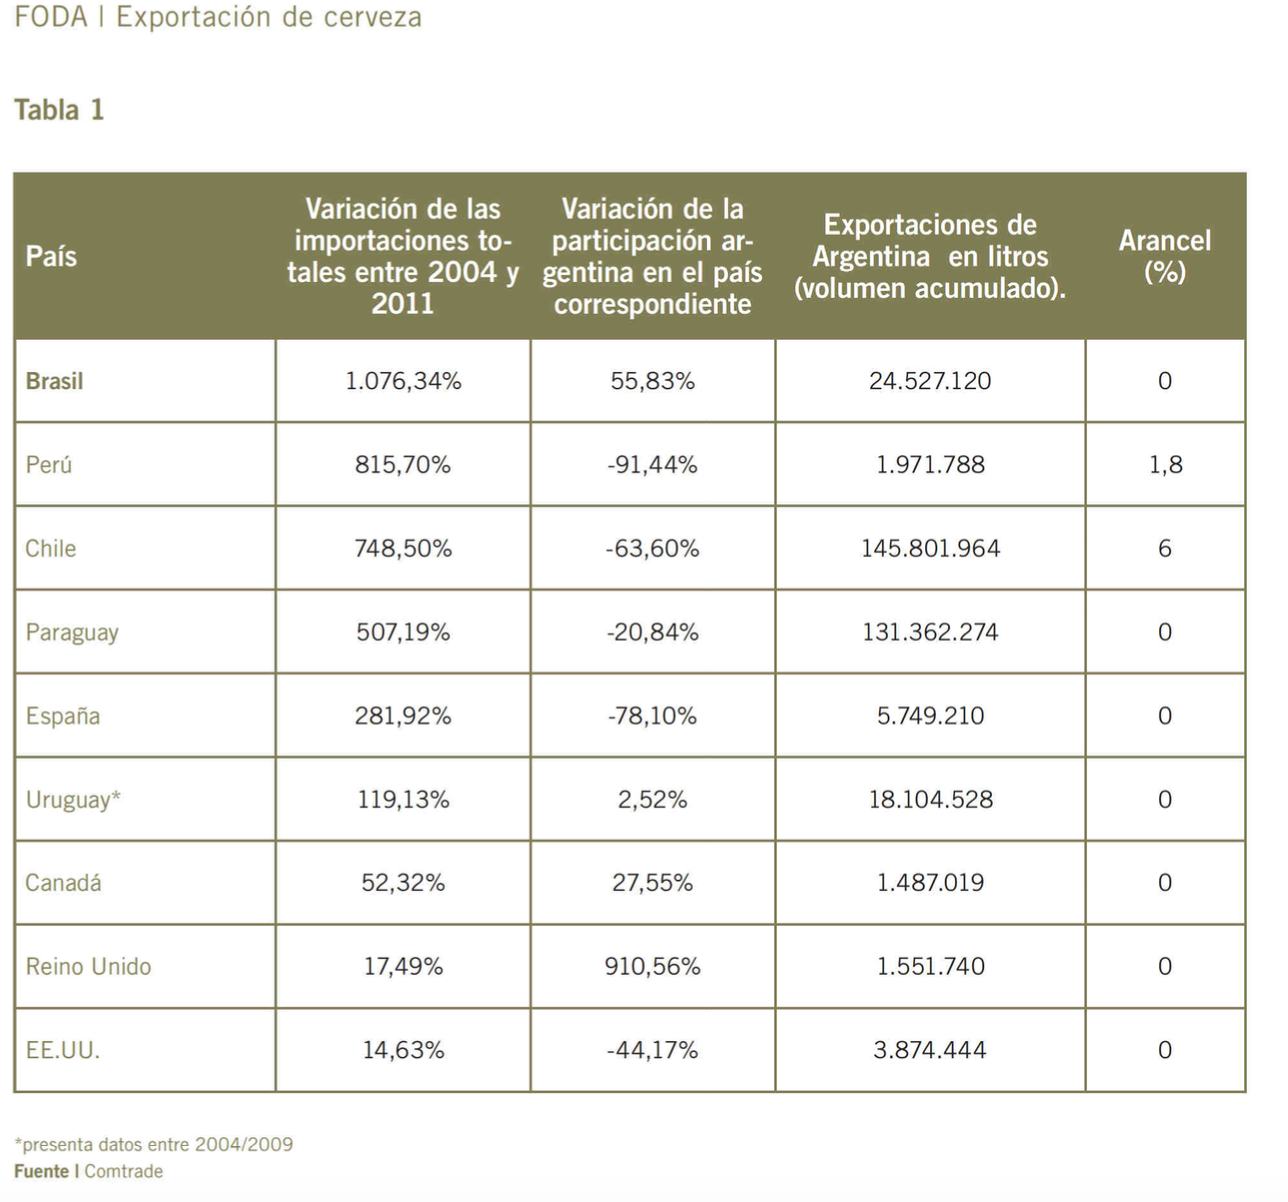 FODA | Exportación de cerveza
Tabla 1
País
Variación de las
importaciones to-
tales entre 2004 y
2011
Variación de la
participación ar-
gentina en el país
correspondiente
Exportaciones de
Argentina en litros
(volumen acumulado).
Arancel
(%)
Brasil 1.076,34% 55,83% 24.527.120 0
Perú 815,70% -91,44% 1.971.788 1,8
Chile 748,50% -63,60% 145.801.964 6
Paraguay 507,19% -20,84% 131.362.274 0
España 281,92% -78,10% 5.749.210 0
Uruguay* 119,13% 2,52% 18.104.528 0
Canadá 52,32% 27,55% 1.487.019 0
Reino Unido 17,49% 910,56% 1.551.740 0
EE.UU. 14,63% -44,17% 3.874.444 0
*presenta datos entre 2004/2009
Fuente | Comtrade